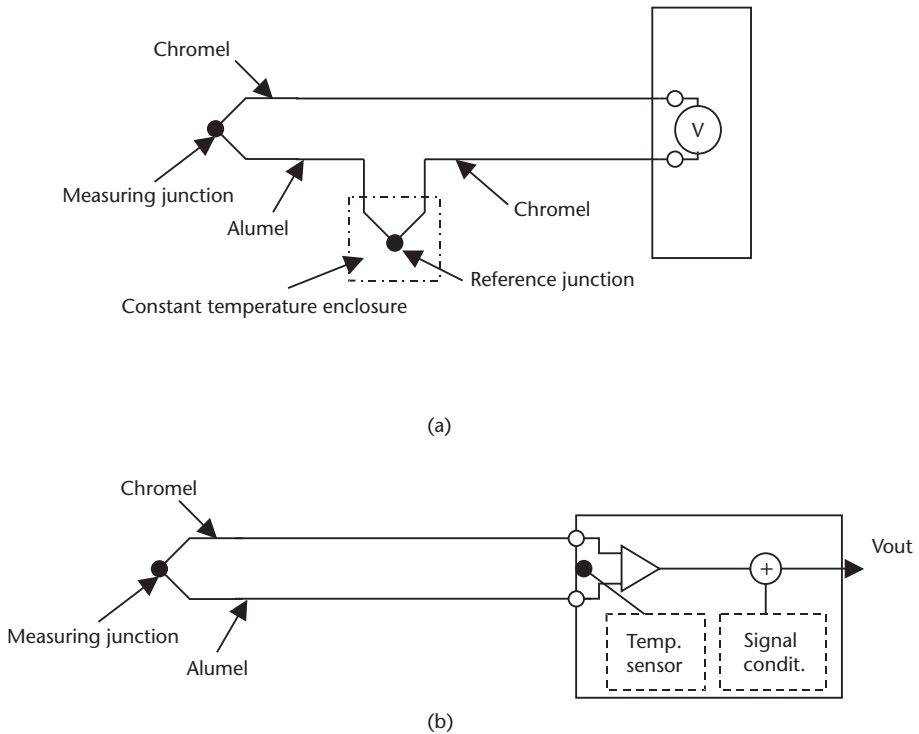 Chromel
V
Measuring junction
Alumel
Chromel
Reference junction
Constant temperature enclosure
(a)
Chromel
Vout
+
Measuring junction
Alumel
Temp.
sensor
Signal
condit.
(b)